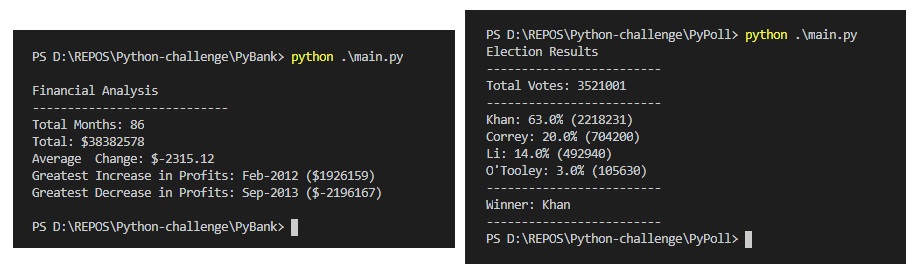 PS D:\REPOS\Python-challenge\PyBank> python .\main.py
Financial Analysis
----------------------------
Total Months: 86
Total: $38382578
Average  Change: $-2315.12
Greatest Increase in Profits: Feb-2012 ($1926159)
Greatest Decrease in Profits: Sep-2013 ($-2196167)
PS D:\REPOS\Python-challenge\PyBank>
PS D:\REPOS\Python-challenge\PyPoll> python .\main.py
Election Results
-------------------------
Total Votes: 3521001
-------------------------
Khan: 63.0% (2218231)
Correy: 20.0% (704200)
Li: 14.0% (492940)
O'Tooley: 3.0% (105630)
-------------------------
Winner: Khan
-------------------------
PS D:\REPOS\Python-challenge\PyPoll>